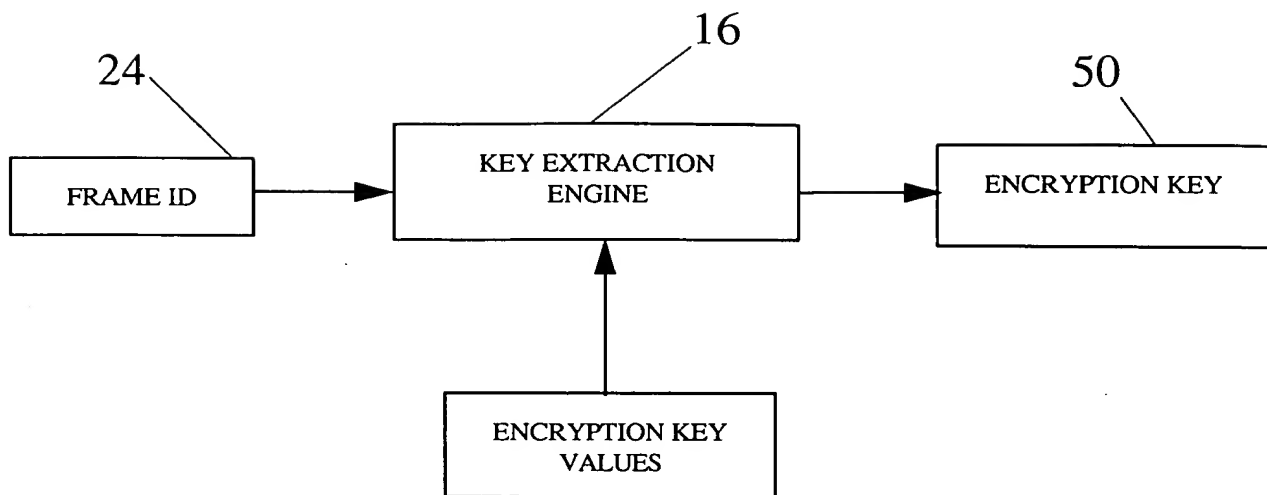 16
24
50
FRAME ID
KEY EXTRACTION
ENGINE
ENCRYPTION KEY
ENCRYPTION KEY
VALUES